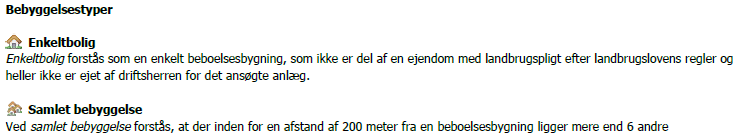 Bebyggelsestyper
Enkeltbolig
Enkeltbolig forstås som en enkelt beboelsesbygning, som ikke er del af en ejendom med landbrugspligt efter landbrugslovens regler og
heller ikke er ejet af driftsherren for det ansøgte anlæg.
Samlet bebyggelse
Ved samlet bebyggelse forstås, at der inden for en afstand af 200 meter fra en beboelsesbygning ligger mere end 6 andre